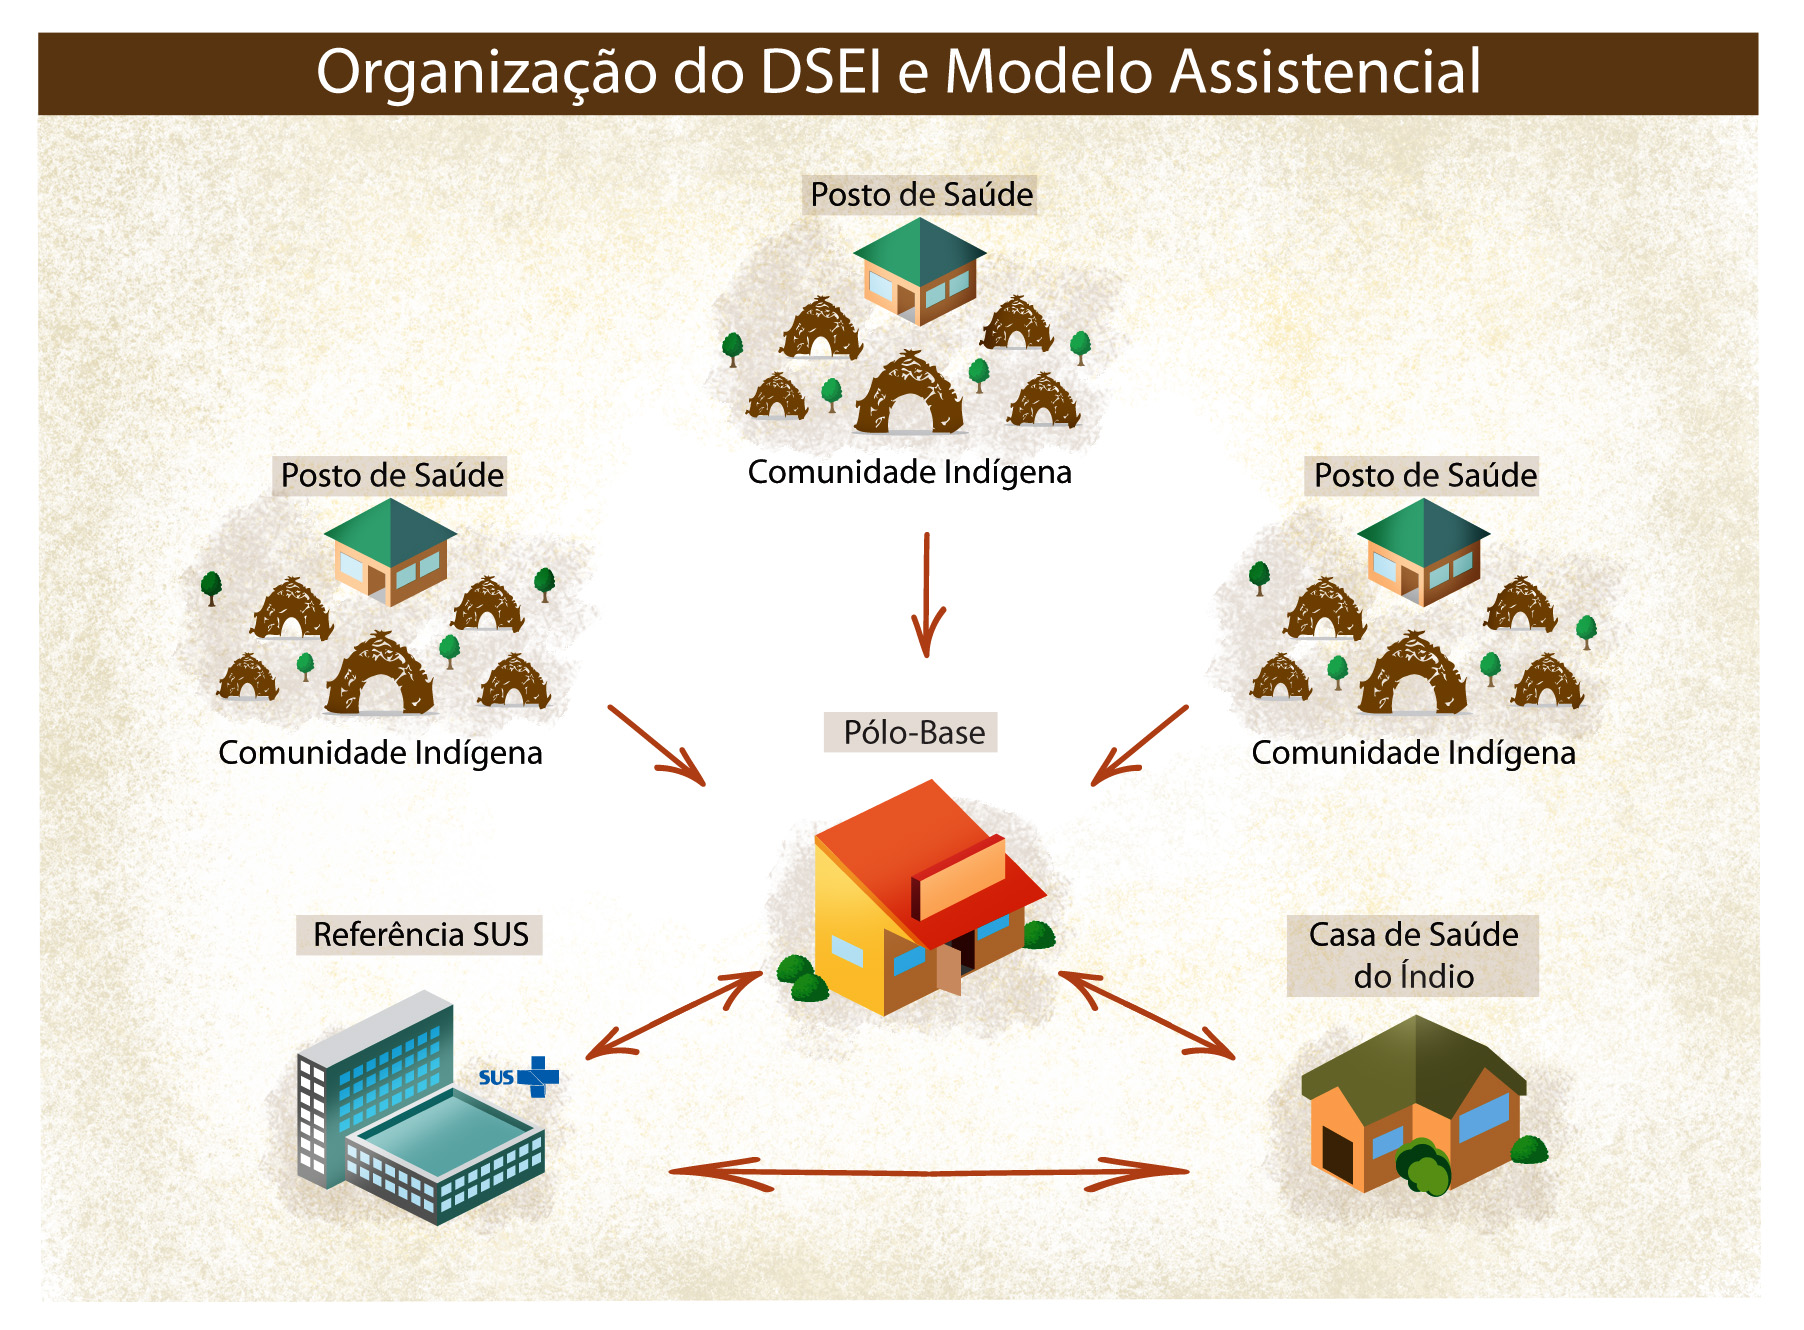 Organização do DSEI e Modelo Assistencial
Posto de Saúde
Comunidade Indígena
Posto de Saúde
Comunidade Indígena
Posto de Saúde
Comunidade Indígena
Pólo-Base
Referência SUS
SUS
Casa de Saúde
do Índio